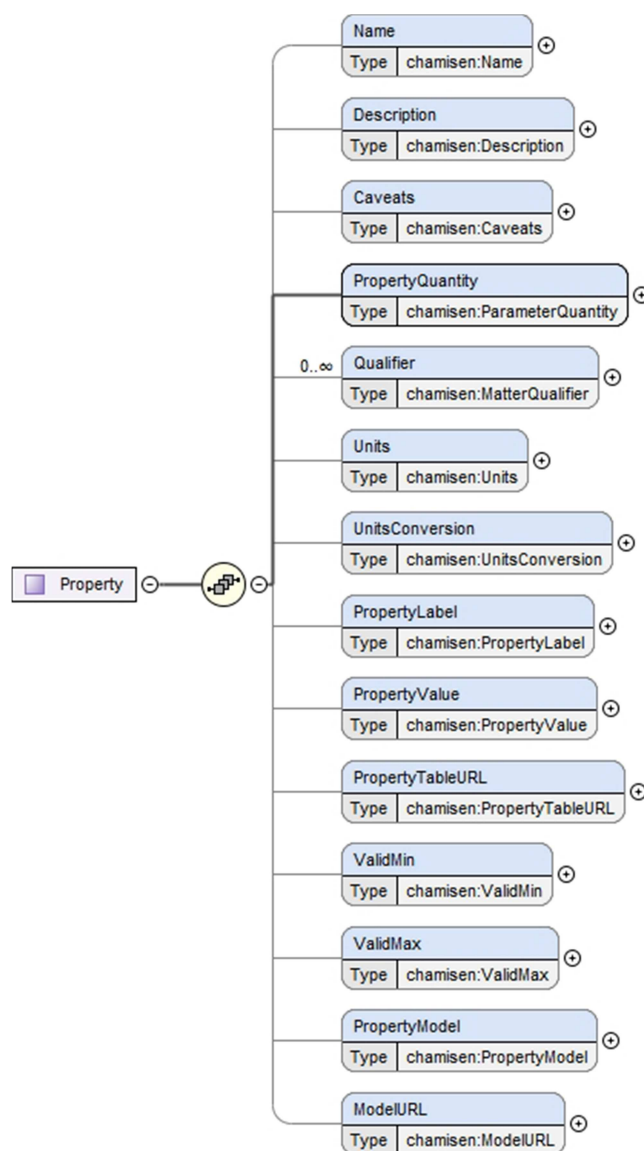 Name
Type chamisen:Name
Description
Type chamisen:Description
Caveats
Type chamisen:Caveats
PropertyQuantity
Type chamisen:ParameterQuantity
0..∞
Qualifier
Type chamisen:MatterQualifier
Units
Type chamisen:Units
UnitsConversion
Type chamisen:UnitsConversion
Property
PropertyLabel
Type chamisen:PropertyLabel
PropertyValue
Type chamisen:PropertyValue
PropertyTableURL
Type chamisen:PropertyTableURL
ValidMin
Type chamisen:ValidMin
ValidMax
Type chamisen:ValidMax
PropertyModel
Type chamisen:PropertyModel
ModelURL
Type chamisen:ModelURL